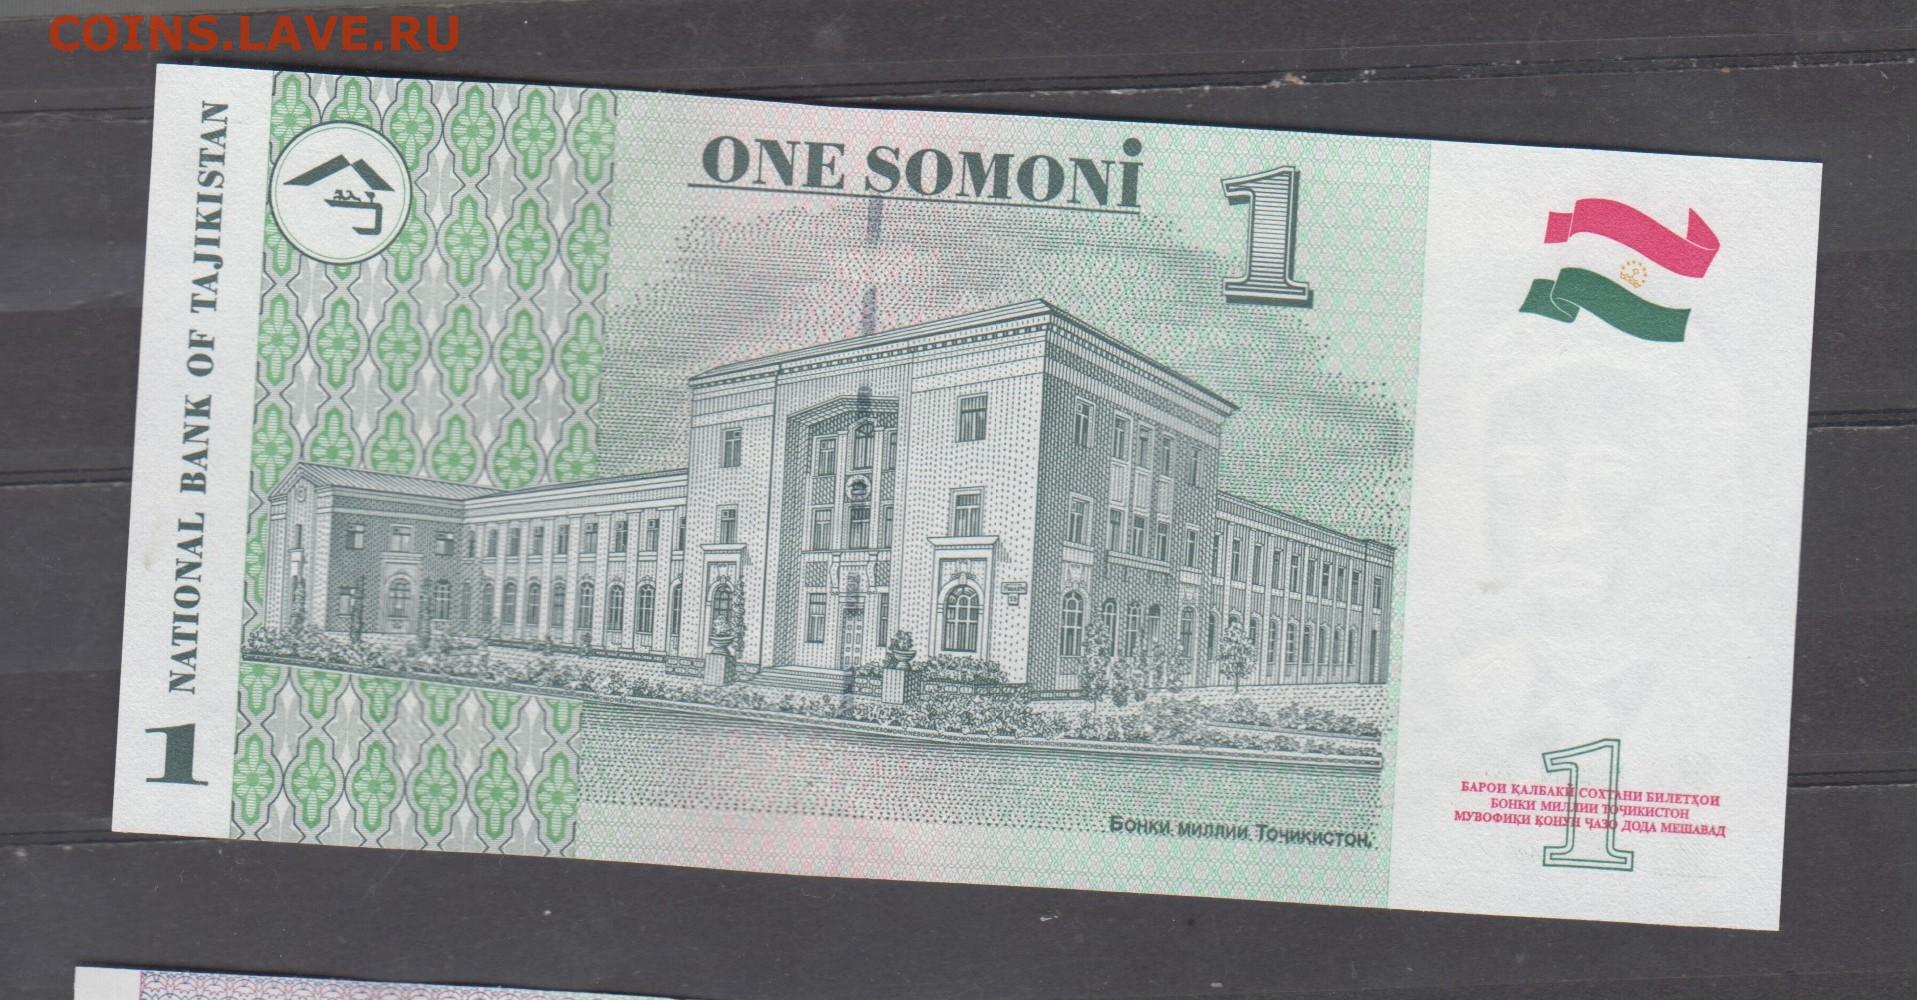 COINS.LAVE.RU
ONE SOMONİ
1
NATIONAL BANK OF TAJIKISTAN
1
БОНКИ МИЛЛИИ ТОҶИКИСТОН
1
БАРОИ ҚАЛБАКӢ СОХТАНИ БИЛЕТҲОИ
БОНКИ МИЛЛИИ ТОҶИКИСТОН
МУВОФИҚИ ҚОНУН ҶАЗО ДОДА МЕШАВАД